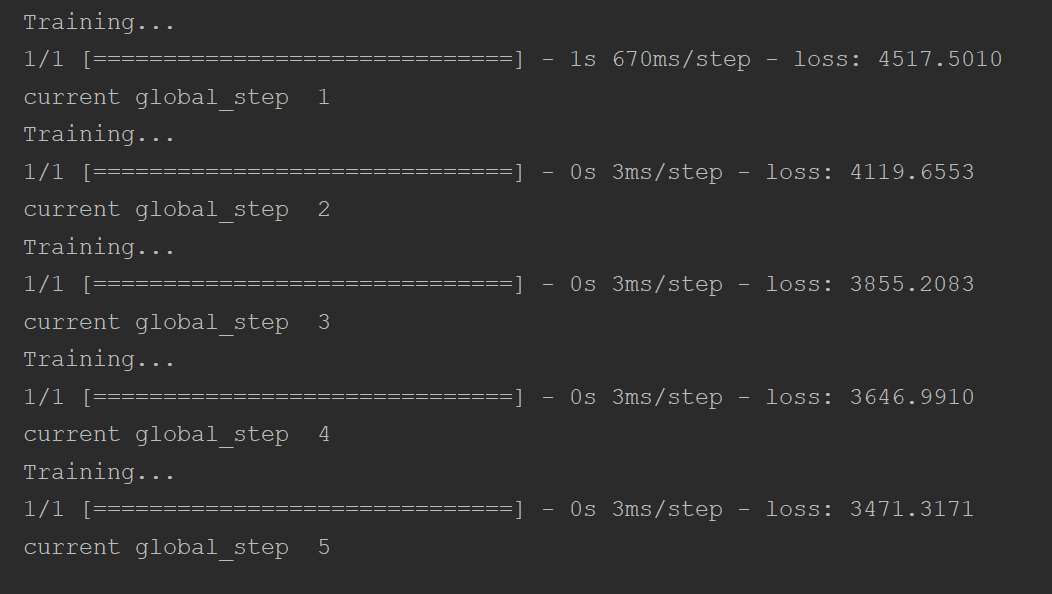 Training...
1/1 [==============================] - 1s 670ms/step - loss: 4517.5010
current global_step  1
Training...
1/1 [==============================] - 0s 3ms/step - loss: 4119.6553
current global_step  2
Training...
1/1 [==============================] - 0s 3ms/step - loss: 3855.2083
current global_step  3
Training...
1/1 [==============================] - 0s 3ms/step - loss: 3646.9910
current global_step  4
Training...
1/1 [==============================] - 0s 3ms/step - loss: 3471.3171
current global_step  5